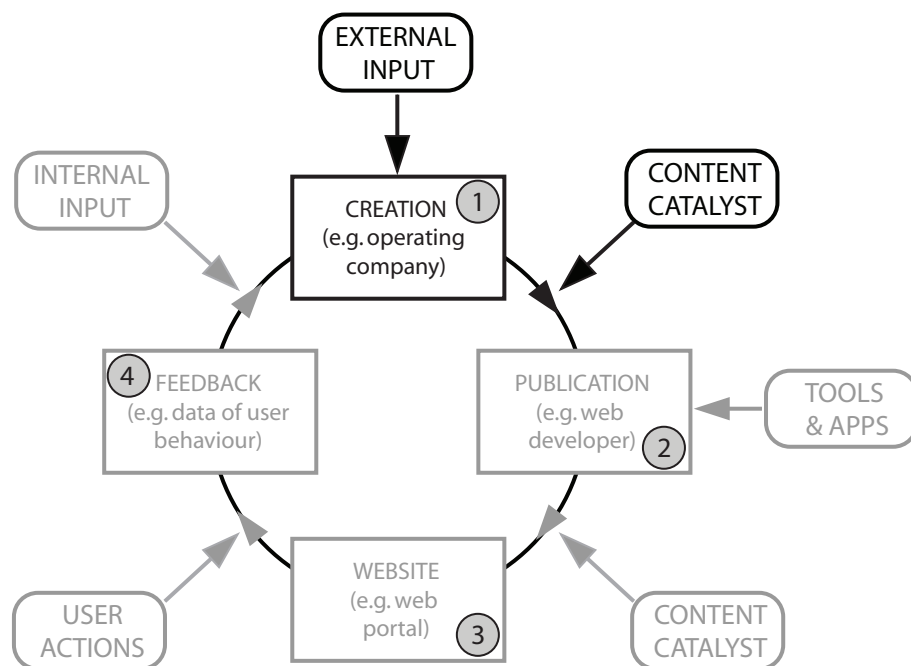 EXTERNAL
INPUT
INTERNAL
INPUT
CONTENT
CATALYST
1
CREATION
(e.g. operating
company)
4
FEEDBACK
(e.g. data of user
behaviour)
PUBLICATION
(e.g. web
developer)
2
TOOLS
& APPS
WEBSITE
(e.g. web
portal)
3
USER
ACTIONS
CONTENT
CATALYST